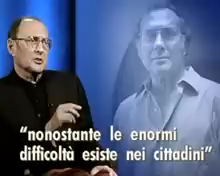 “nonostante le enormi
difficoltà esiste nei cittadini”